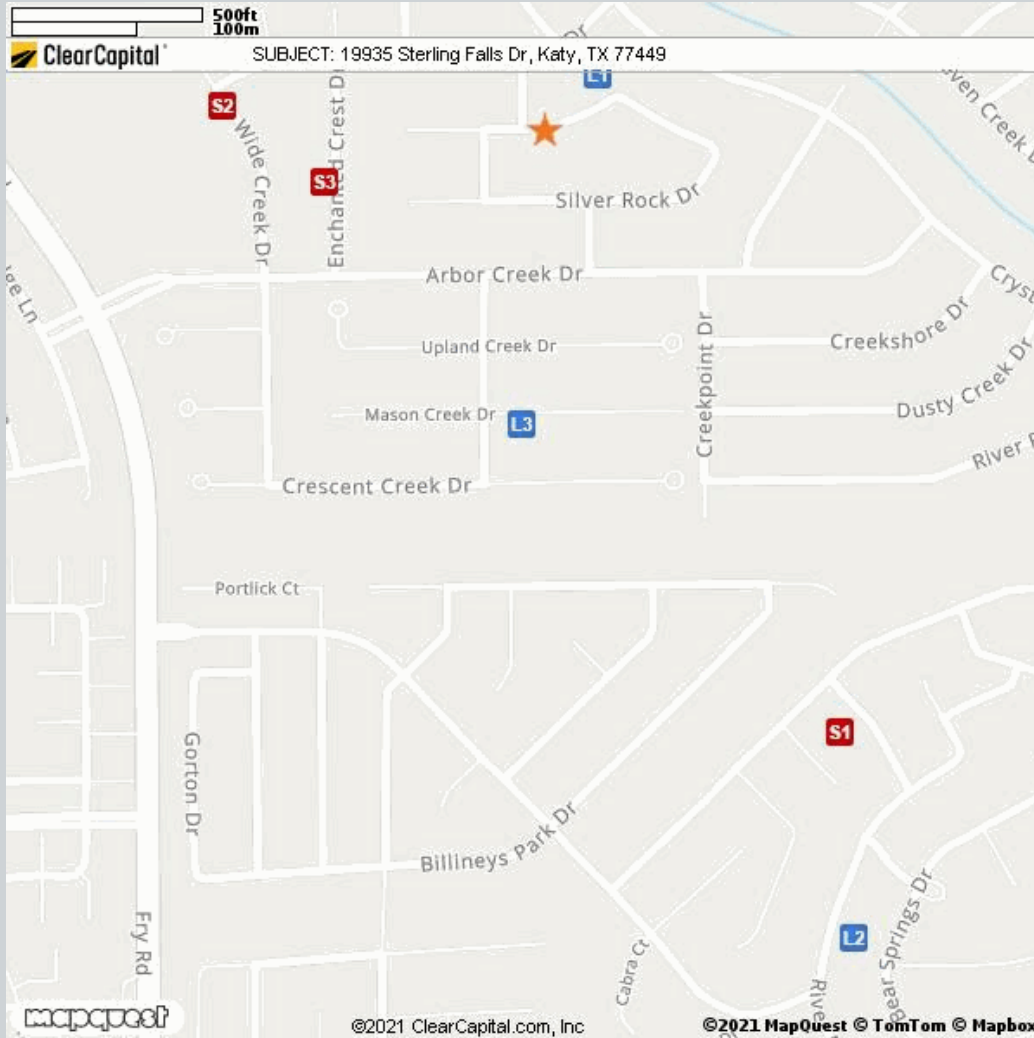 500ft
100m
ClearCapital
SUBJECT: 19935 Sterling Falls Dr, Katy, TX 77449
Dr
L1
S2
Wide Creek Dr
Enchanted Crest Dr
S3
Silver Rock Dr
Arbor Creek Dr
Creekshore Dr
Upland Creek Dr
Creekpoint Dr
Mason Creek Dr
L3
Dusty Creek Dr
River
Crescent Creek Dr
Portlick Ct
S1
Gorton Dr
Billineys Park Dr
Fry Rd
Cabra Ct
L2
Bear Springs Dr
mapquest
©2021 ClearCapital.com, Inc
©2021 MapQuest © TomTom © Mapbox